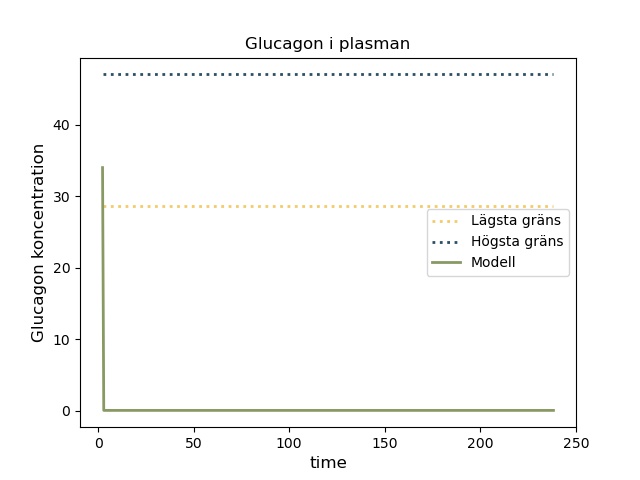 Glucagon i plasman
Glucagon koncentration
40
30
20
10
0
Lägsta gräns
Högsta gräns
Modell
0 50 100 150 200 250
time